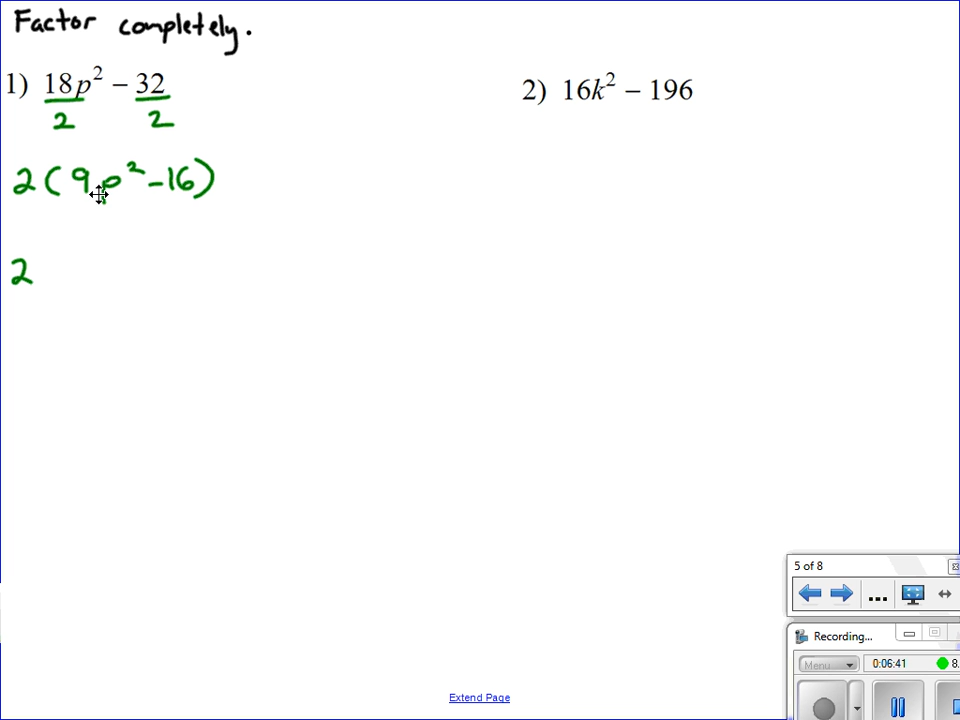 Factor completely.
1) 18p² − 32
2 2
2(9p²-16)
2
2) 16k² − 196
5 of 8
...
Recording...
Menu 0:06:41 8.
Extend Page